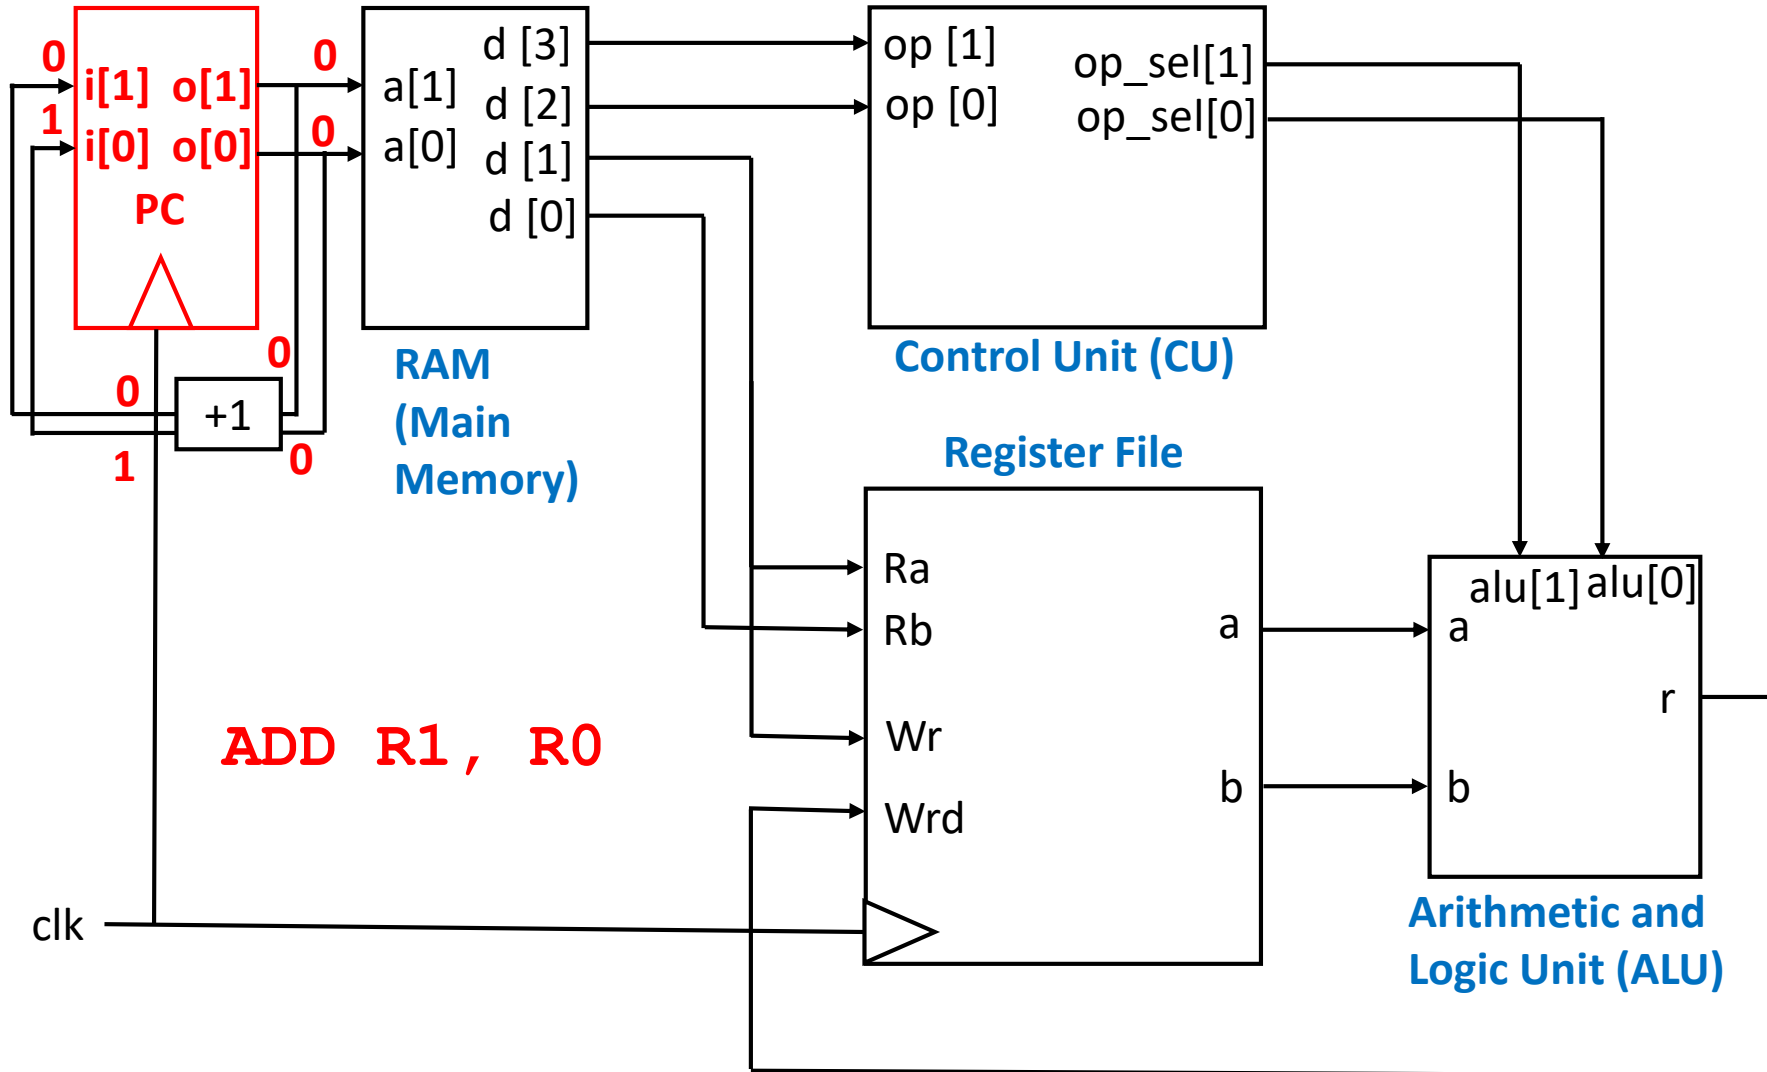 0
i[1] o[1]
0
a[1]
1
i[0] o[0]
0
a[0]
PC
d [3]
d [2]
d [1]
d [0]
op [1]
op [0]
op_sel[1]
op_sel[0]
0
0
+1
1
0
RAM
(Main
Memory)
Control Unit (CU)
Register File
Ra
Rb
Wr
Wrd
a
b
alu[1] alu[0]
a
b
r
ADD R1, R0
clk
Arithmetic and
Logic Unit (ALU)